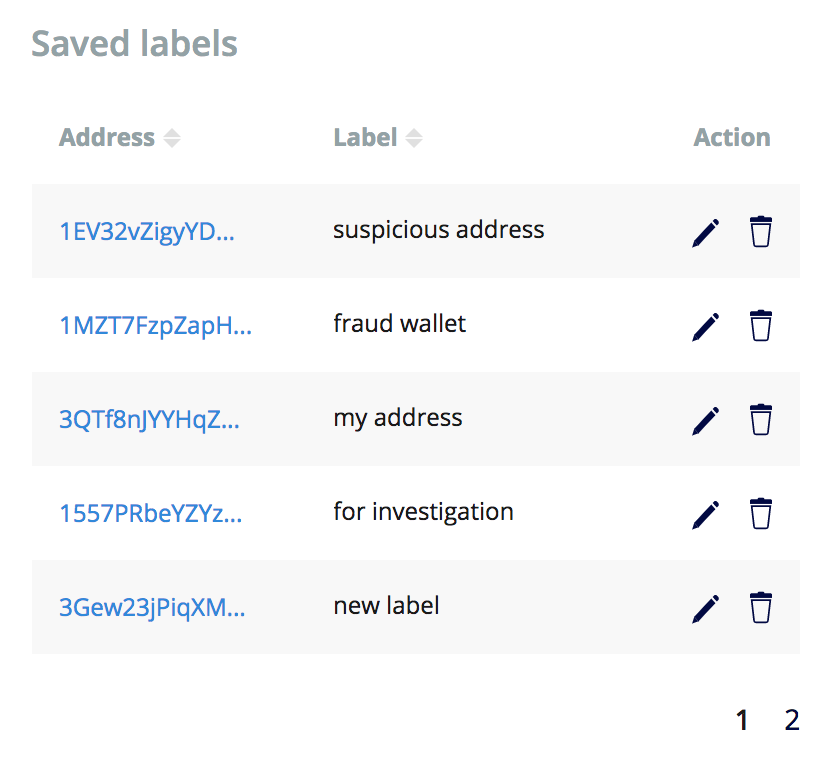 Saved labels
Address Label Action
1EV32vZigyYD... suspicious address
1MZT7FzpZapH... fraud wallet
3QTf8nJYYHqZ... my address
1557PRbeYZYz... for investigation
3Gew23jPiqXM... new label
1 2